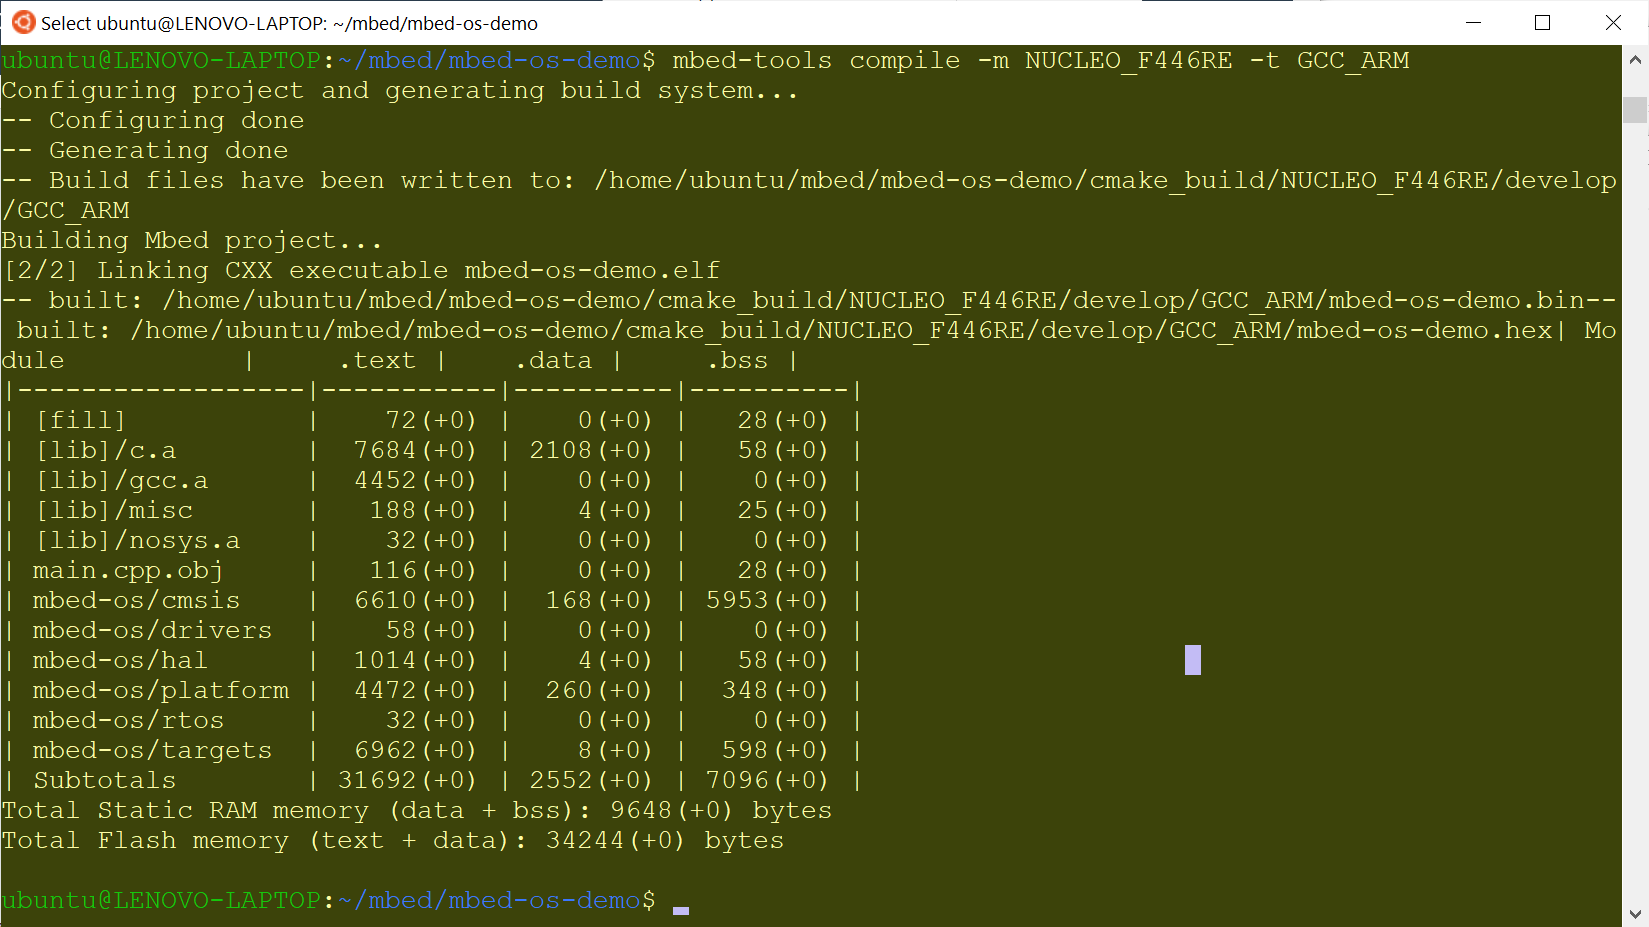 Select ubuntu@LENOVO-LAPTOP: ~/mbed/mbed-os-demo
ubuntu@LENOVO-LAPTOP:~/mbed/mbed-os-demo$ mbed-tools compile -m NUCLEO_F446RE -t GCC_ARM
Configuring project and generating build system...
-- Configuring done
-- Generating done
-- Build files have been written to: /home/ubuntu/mbed/mbed-os-demo/cmake_build/NUCLEO_F446RE/develop
/GCC_ARM
Building Mbed project...
[2/2] Linking CXX executable mbed-os-demo.elf
-- built: /home/ubuntu/mbed/mbed-os-demo/cmake_build/NUCLEO_F446RE/develop/GCC_ARM/mbed-os-demo.bin--
 built: /home/ubuntu/mbed/mbed-os-demo/cmake_build/NUCLEO_F446RE/develop/GCC_ARM/mbed-os-demo.hex| Mo
dule           |     .text |    .data |     .bss |
|------------------|-----------|----------|----------|
| [fill]           |    72(+0) |    0(+0) |   28(+0) |
| [lib]/c.a        |  7684(+0) | 2108(+0) |   58(+0) |
| [lib]/gcc.a      |  4452(+0) |    0(+0) |    0(+0) |
| [lib]/misc       |   188(+0) |    4(+0) |   25(+0) |
| [lib]/nosys.a    |    32(+0) |    0(+0) |    0(+0) |
| main.cpp.obj     |   116(+0) |    0(+0) |   28(+0) |
| mbed-os/cmsis    |  6610(+0) |  168(+0) | 5953(+0) |
| mbed-os/drivers  |    58(+0) |    0(+0) |    0(+0) |
| mbed-os/hal      |  1014(+0) |    4(+0) |   58(+0) |
| mbed-os/platform |  4472(+0) |  260(+0) |  348(+0) |
| mbed-os/rtos     |    32(+0) |    0(+0) |    0(+0) |
| mbed-os/targets  |  6962(+0) |    8(+0) |  598(+0) |
| Subtotals        | 31692(+0) | 2552(+0) | 7096(+0) |
Total Static RAM memory (data + bss): 9648(+0) bytes
Total Flash memory (text + data): 34244(+0) bytes
ubuntu@LENOVO-LAPTOP:~/mbed/mbed-os-demo$